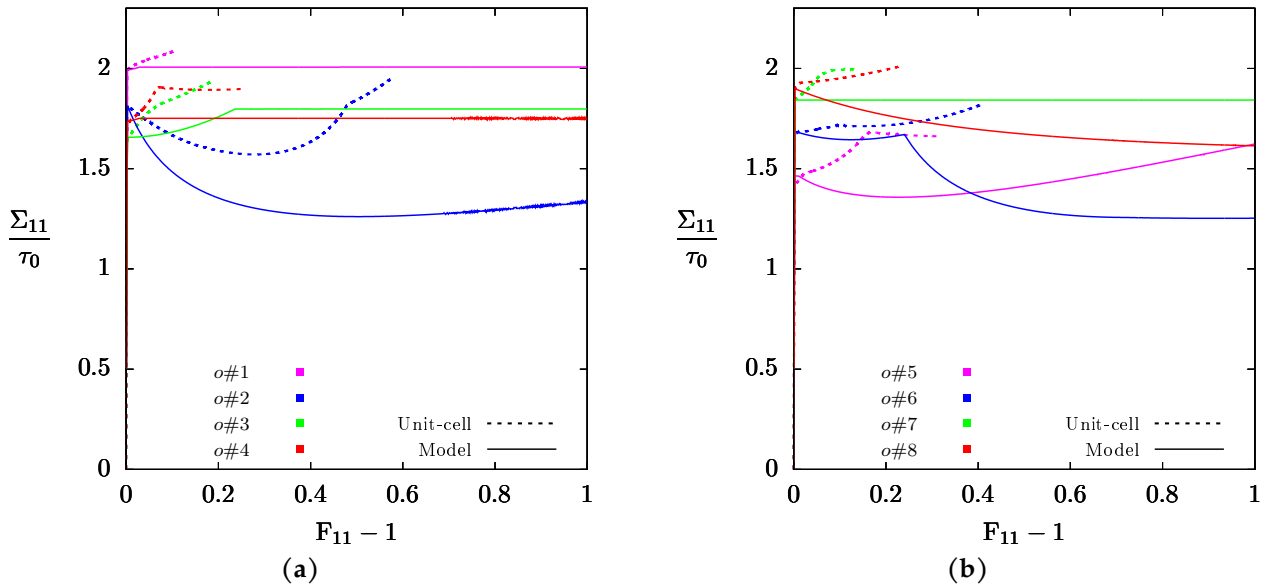 2
1.5
1
0.5
0
Σ11
τ0
o#1
o#2
o#3
o#4
Unit-cell
Model
0 0.2 0.4 0.6 0.8 1
F11 − 1
(a)
2
1.5
1
0.5
0
Σ11
τ0
o#5
o#6
o#7
o#8
Unit-cell
Model
0 0.2 0.4 0.6 0.8 1
F11 − 1
(b)